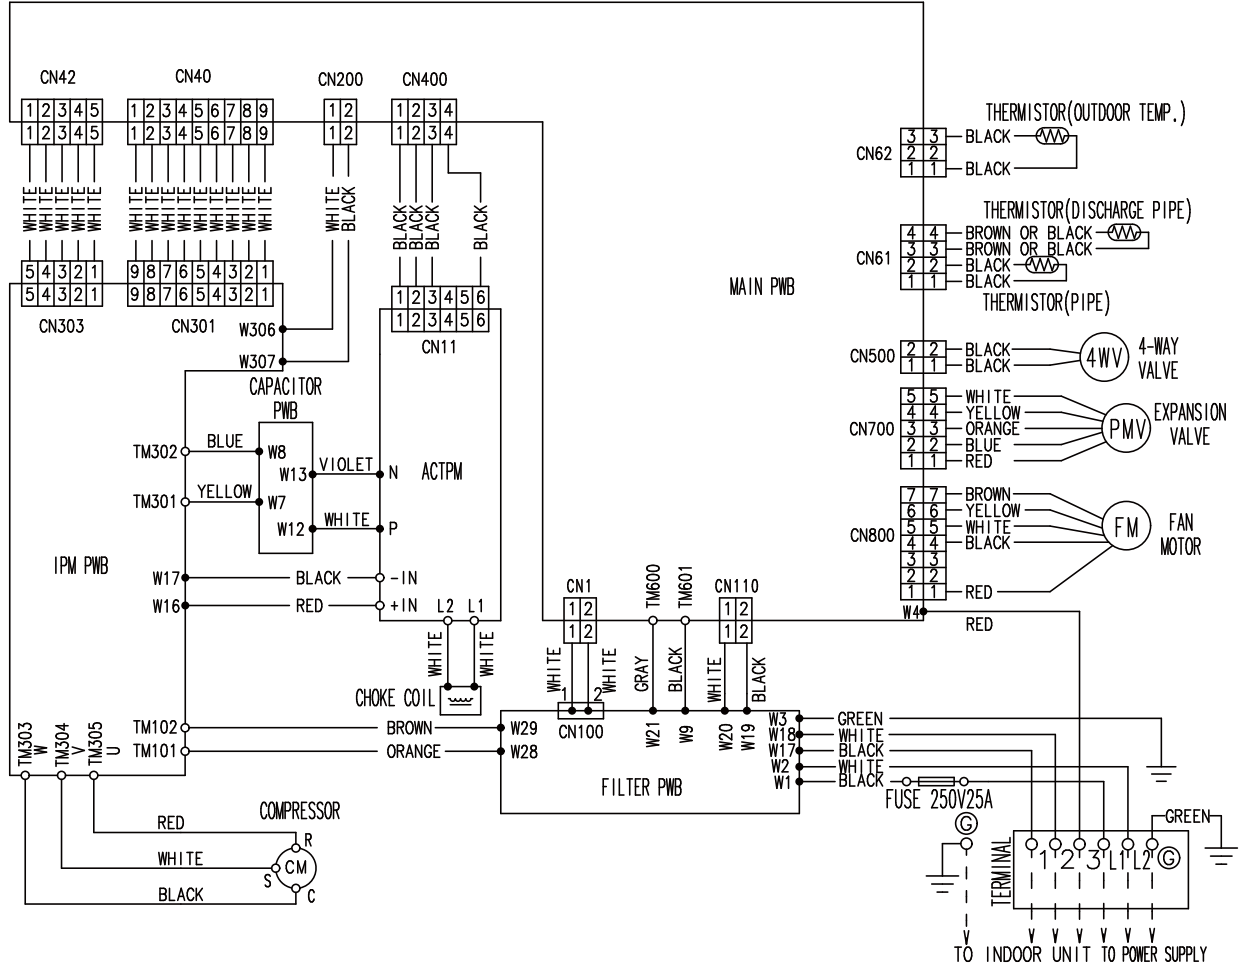 CN42
CN40
CN200
CN400
1 2 3 4 5
1 2 3 4 5 6 7 8 9
1 2
1 2 3 4
1 2 3 4 5
1 2 3 4 5 6 7 8 9
1 2
1 2 3 4
WHITE WHITE WHITE WHITE WHITE
WHITE WHITE WHITE WHITE WHITE WHITE WHITE WHITE WHITE
WHITE BLACK
BLACK BLACK BLACK BLACK
5 4 3 2 1
9 8 7 6 5 4 3 2 1
1 2 3 4 5 6
5 4 3 2 1
9 8 7 6 5 4 3 2 1
1 2 3 4 5 6
CN303
CN301
CN11
W306
W307
MAIN PWB
THERMISTOR(OUTDOOR TEMP.)
CN62
3 3 BLACK
2 2
1 1 BLACK
THERMISTOR(DISCHARGE PIPE)
CN61
4 4 BROWN OR BLACK
3 3 BROWN OR BLACK
2 2 BLACK
1 1 BLACK
THERMISTOR(PIPE)
CN500
2 2 BLACK
1 1 BLACK
4WV
4-WAY
VALVE
CN700
5 5 WHITE
4 4 YELLOW
3 3 ORANGE
2 2 BLUE
1 1 RED
PMV
EXPANSION
VALVE
CN800
7 7 BROWN
6 6 YELLOW
5 5 WHITE
4 4 BLACK
3 3
2 2
1 1 RED
FM
FAN
MOTOR
W4
RED
CAPACITOR
PWB
TM302
BLUE
W8
W13
VIOLET
N
ACTPM
TM301
YELLOW
W7
W12
WHITE
P
IPM PWB
W17
BLACK
-IN
W16
RED
+IN
L2 L1
WHITE WHITE
CHOKE COIL
CN1
1 2
1 2
TM600
TM601
CN110
1 2
1 2
WHITE WHITE
1 2
GRAY
BLACK
WHITE
BLACK
CN100
W21
W9
W20
W19
TM102
BROWN
W29
TM101
ORANGE
W28
FILTER PWB
W3 GREEN
W18 WHITE
W17 BLACK
W2 WHITE
W1 BLACK
FUSE 250V25A
TM303 W
TM304 V
TM305 U
COMPRESSOR
RED
R
WHITE
S
CM
BLACK
C
G
GREEN
TERMINAL
1 2 3 L1 L2 G
TO INDOOR UNIT
TO POWER SUPPLY